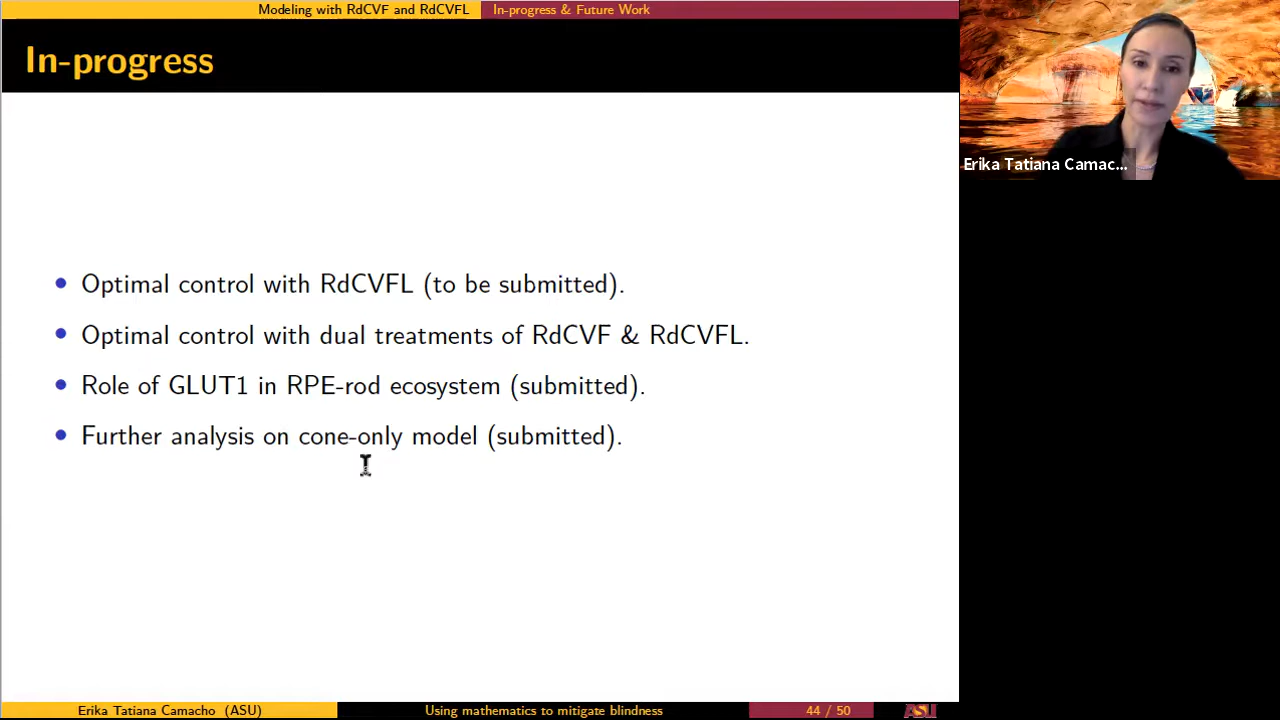 Modeling with RdCVF and RdCVFL
In-progress & Future Work
In-progress
Erika Tatiana Camac...
• Optimal control with RdCVFL (to be submitted).
• Optimal control with dual treatments of RdCVF & RdCVFL.
• Role of GLUT1 in RPE-rod ecosystem (submitted).
• Further analysis on cone-only model (submitted).
Erika Tatiana Camacho (ASU)
Using mathematics to mitigate blindness
44 / 50
ASU